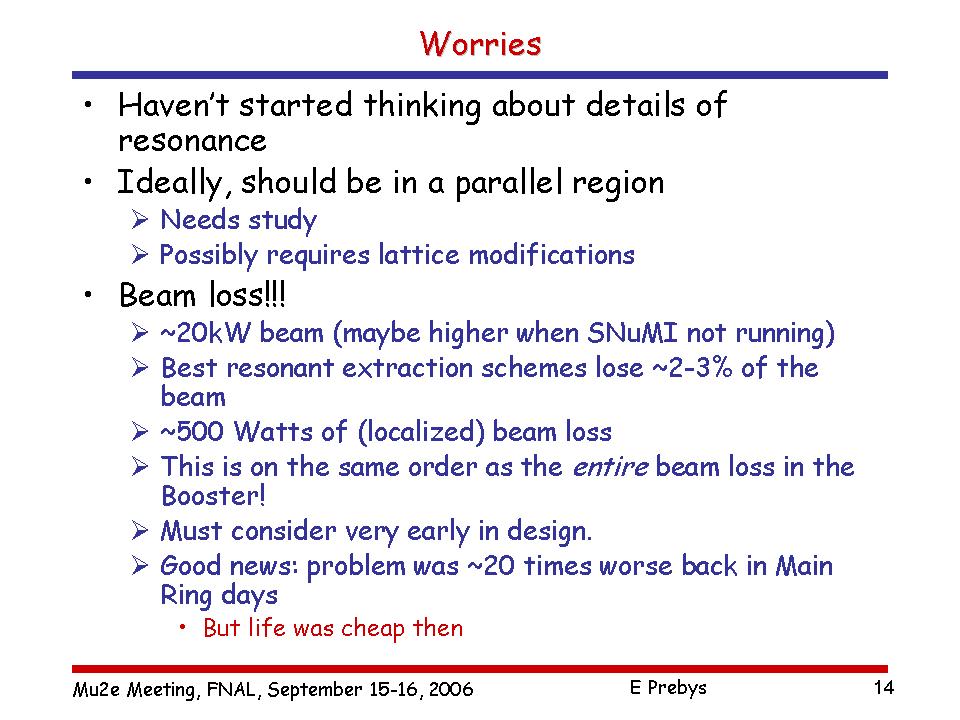 Worries
• Haven't started thinking about details of
resonance
• Ideally, should be in a parallel region
➢ Needs study
➢ Possibly requires lattice modifications
• Beam loss!!!
➢ ~20kW beam (maybe higher when SNuMI not running)
➢ Best resonant extraction schemes lose ~2-3% of the
beam
➢ ~500 Watts of (localized) beam loss
➢ This is on the same order as the entire beam loss in the
Booster!
➢ Must consider very early in design.
➢ Good news: problem was ~20 times worse back in Main
Ring days
• But life was cheap then
Mu2e Meeting, FNAL, September 15-16, 2006 E Prebys 14